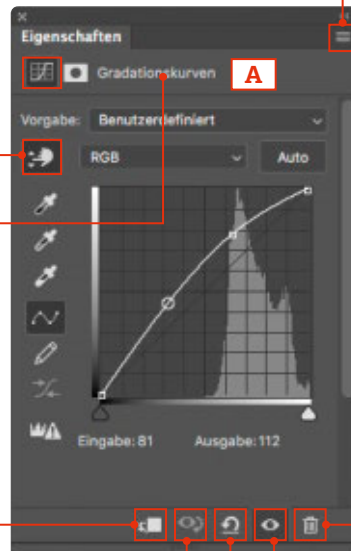 Eigenschaften
Gradationskurven A
Vorgabe: Benutzerdefiniert
RGB Auto
Eingabe: 81 Ausgabe: 112